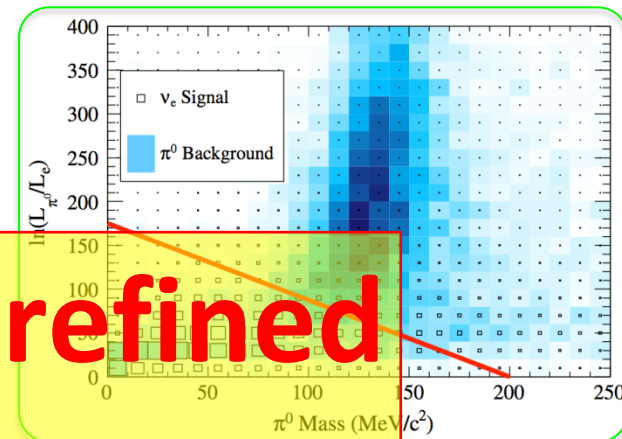 400
350
300
250
200
150
100
50
0
ln(L_π⁰/L_e)
ν_e Signal
π⁰ Background
refined
0 50 100 150 200 250
π⁰ Mass (MeV/c²)